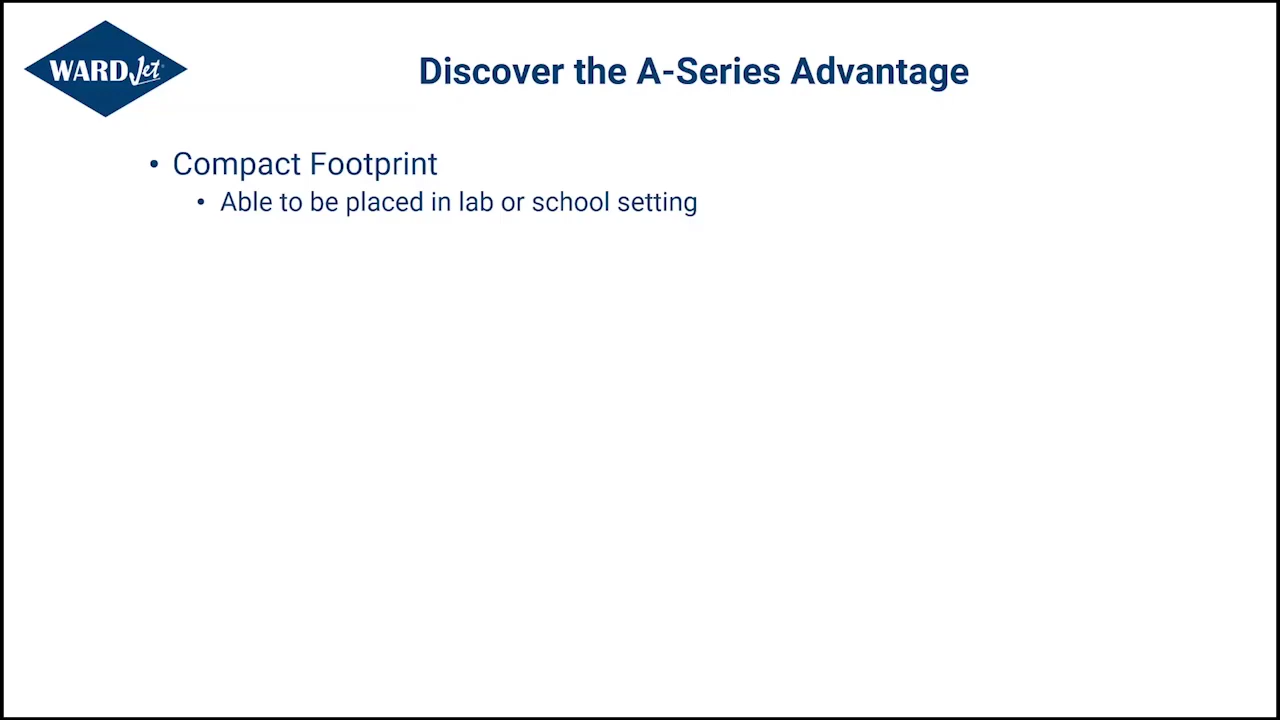 WARDJet
Discover the A-Series Advantage
• Compact Footprint
• Able to be placed in lab or school setting